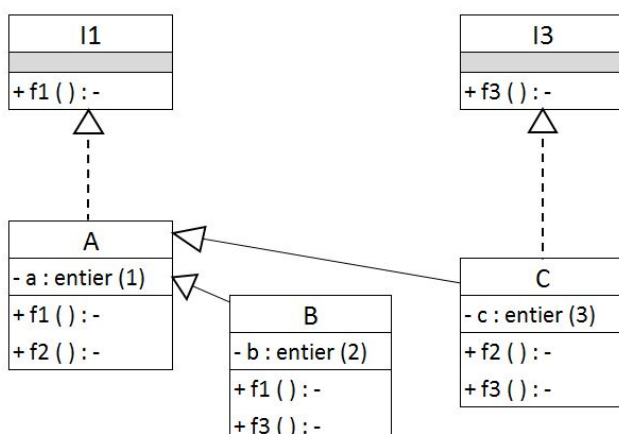 I1
+ f1 ( ) : -
I3
+ f3 ( ) : -
A
- a : entier (1)
+ f1 ( ) : -
+ f2 ( ) : -
B
- b : entier (2)
+ f1 ( ) : -
+ f3 ( ) : -
C
- c : entier (3)
+ f2 ( ) : -
+ f3 ( ) : -